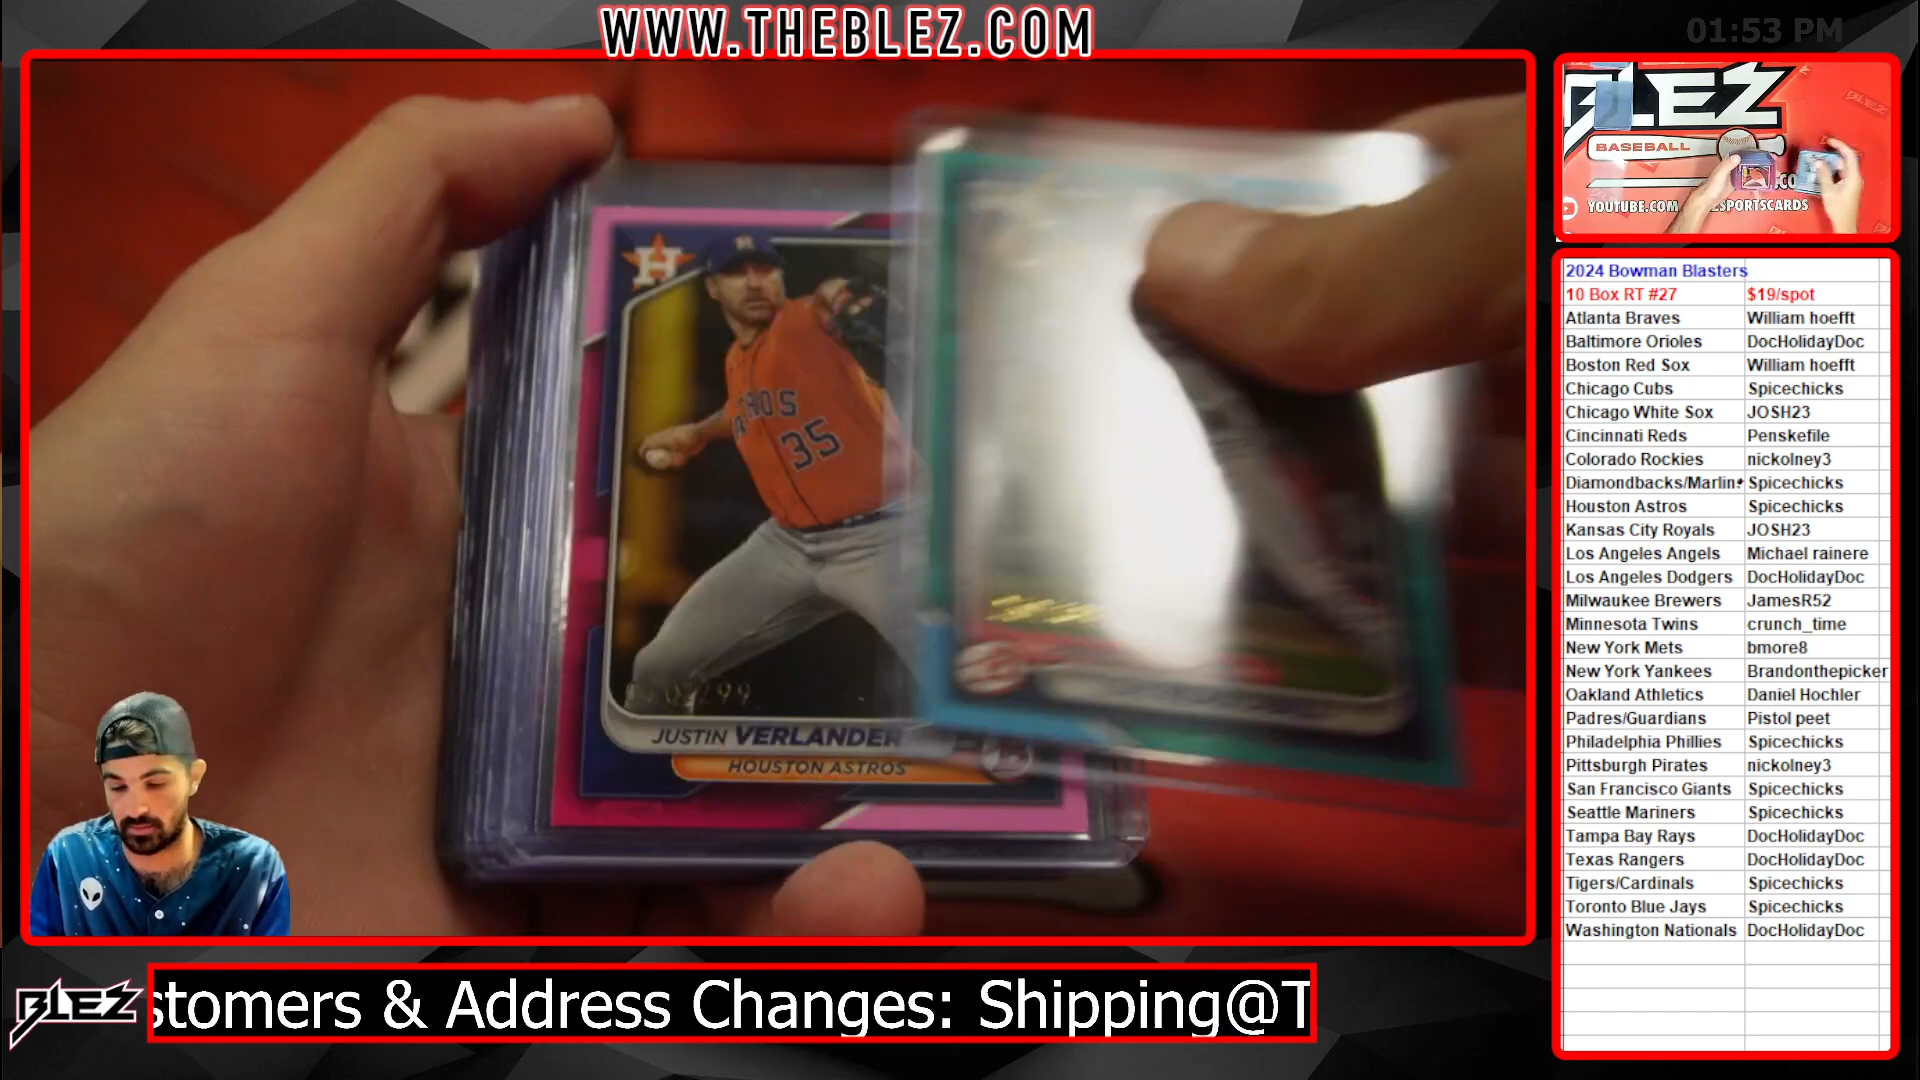 WWW.THEBLEZ.COM
01:53 PM
BLEZ
BASEBALL
YOUTUBE.COM
SPORTSCARDS
35
JUSTIN VERLANDER
HOUSTON ASTROS
2024 Bowman Blasters
10 Box RT #27 $19/spot
Atlanta Braves William hoefft
Baltimore Orioles DocHolidayDoc
Boston Red Sox William hoefft
Chicago Cubs Spicechicks
Chicago White Sox JOSH23
Cincinnati Reds Penskefile
Colorado Rockies nickolney3
Diamondbacks/Marlins Spicechicks
Houston Astros Spicechicks
Kansas City Royals JOSH23
Los Angeles Angels Michael rainere
Los Angeles Dodgers DocHolidayDoc
Milwaukee Brewers JamesR52
Minnesota Twins crunch_time
New York Mets bmore8
New York Yankees Brandonthepicker
Oakland Athletics Daniel Hochler
Padres/Guardians Pistol peet
Philadelphia Phillies Spicechicks
Pittsburgh Pirates nickolney3
San Francisco Giants Spicechicks
Seattle Mariners Spicechicks
Tampa Bay Rays DocHolidayDoc
Texas Rangers DocHolidayDoc
Tigers/Cardinals Spicechicks
Toronto Blue Jays Spicechicks
Washington Nationals DocHolidayDoc
BLEZ
stomers & Address Changes: Shipping@T